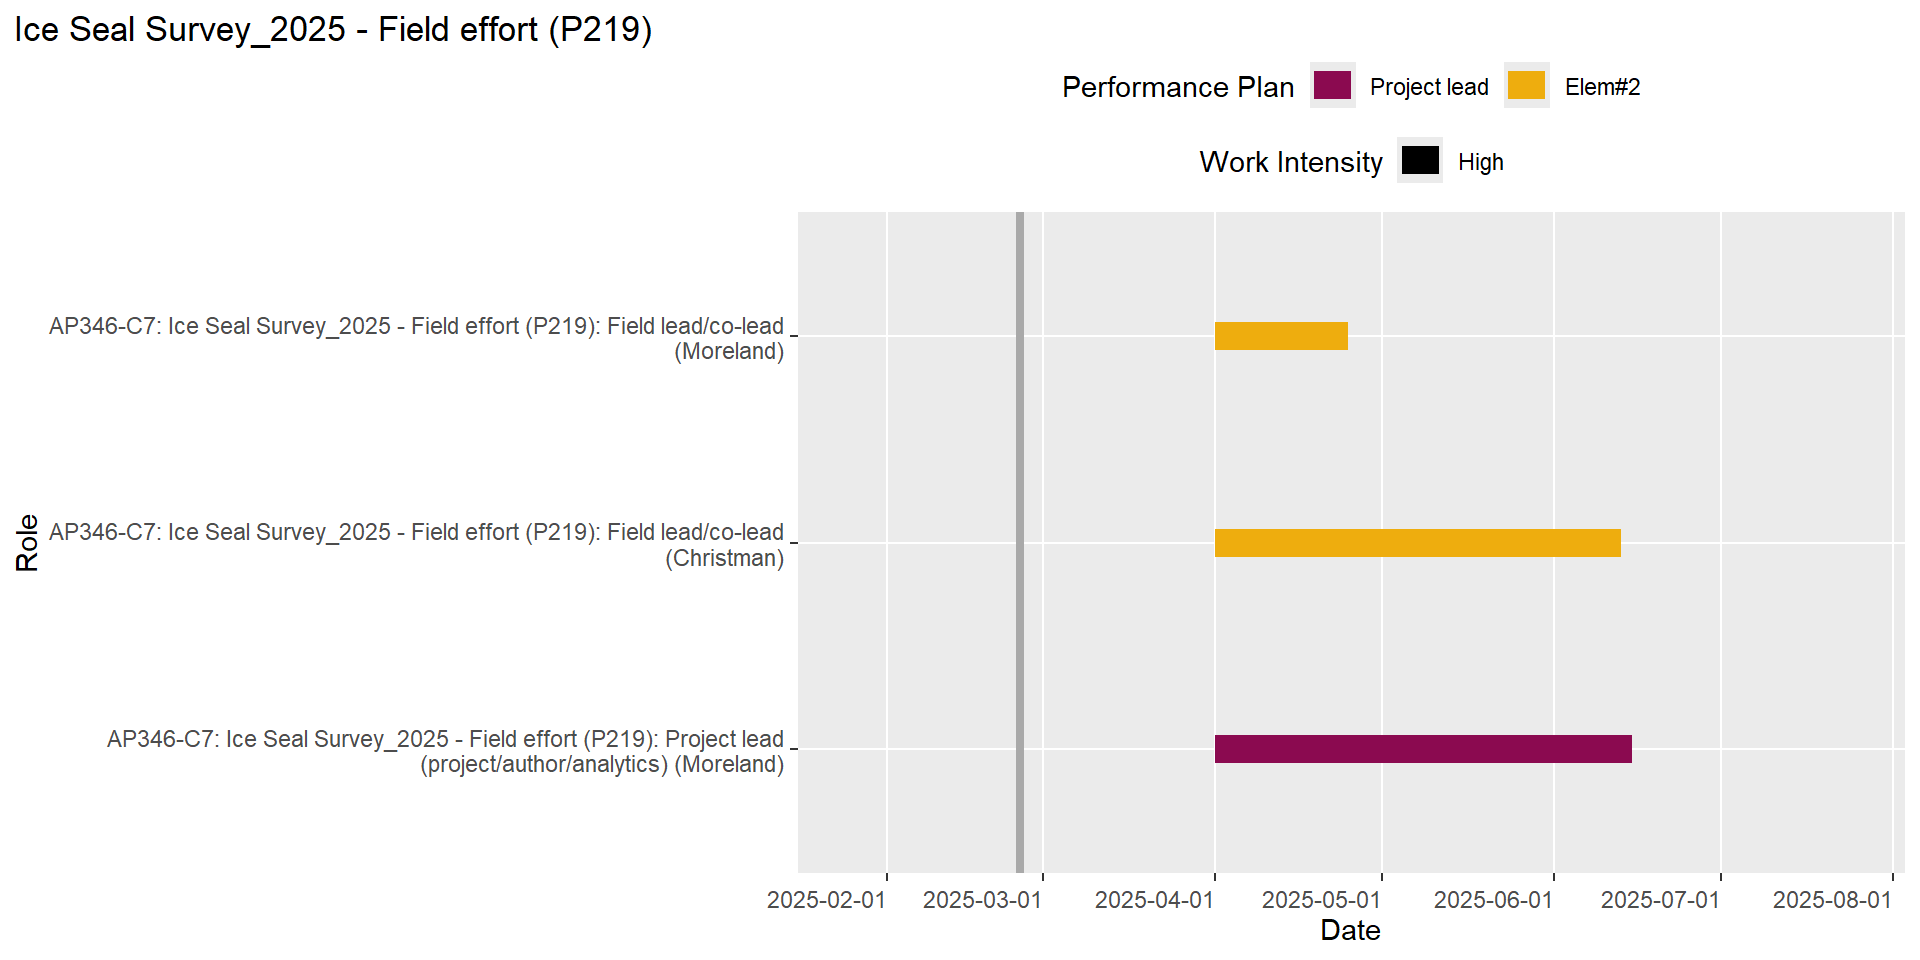 Ice Seal Survey_2025 - Field effort (P219)
Performance Plan Project lead Elem#2
Work Intensity High
AP346-C7: Ice Seal Survey_2025 - Field effort (P219): Field lead/co-lead
(Moreland)
Role
AP346-C7: Ice Seal Survey_2025 - Field effort (P219): Field lead/co-lead
(Christman)
AP346-C7: Ice Seal Survey_2025 - Field effort (P219): Project lead
(project/author/analytics) (Moreland)
2025-02-01 2025-03-01 2025-04-01 2025-05-01 2025-06-01 2025-07-01 2025-08-01
Date